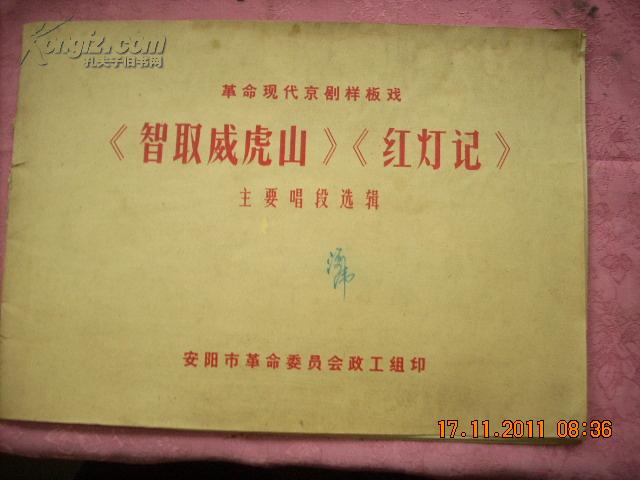 Kongfz.com
孔夫子旧书网
革命现代京剧样板戏
《智取威虎山》《红灯记》
主要唱段选辑
安阳市革命委员会政工组印
17.11.2011 08:36